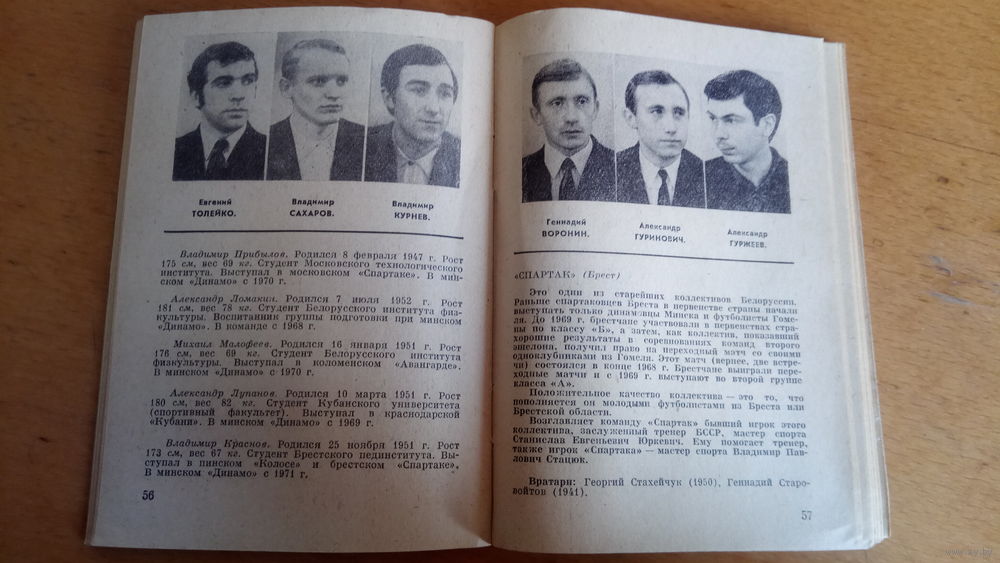 Евгений
ТОЛЕЙКО.
Владимир
САХАРОВ.
Владимир
КУРНЕВ.
Владимир Прибылов. Родился 8 февраля 1947 г. Рост
175 см, вес 69 кг. Студент Московского технологического
института. Выступал в московском «Спартаке». В мин-
ском «Динамо» с 1970 г.
Александр Ломакин. Родился 7 июля 1952 г. Рост
181 см, вес 78 кг. Студент Белорусского института физ-
культуры. Воспитанник группы подготовки при минском
«Динамо». В команде с 1968 г.
Михаил Малофеев. Родился 16 января 1951 г. Рост
176 см, вес 69 кг. Студент Белорусского института
физкультуры. Выступал в коломенском «Авангарде».
В минском «Динамо» с 1970 г.
Александр Лупанов. Родился 10 марта 1951 г. Рост
180 см, вес 82 кг. Студент Кубанского университета
(спортивный факультет). Выступал в краснодарской
«Кубани». В минском «Динамо» с 1969 г.
Владимир Краснов. Родился 25 ноября 1951 г. Рост
173 см, вес 67 кг. Студент Брестского пединститута. Вы-
ступал в пинском «Колосе» и брестском «Спартаке».
В минском «Динамо» с 1971 г.
56
Геннадий
ВОРОНИН.
Александр
ГУРИНОВИЧ.
Александр
ГУРЖЕЕВ.
«СПАРТАК» (Брест)
Это один из старейших коллективов Белоруссии.
Раньше спартаковцев Бреста в первенстве страны начали
выступать только динамовцы Минска и футболисты Гоме-
ля. До 1969 г. брестчане участвовали в первенствах стра-
ны по классу «Б», а затем, как коллектив, показавший
хорошие результаты в соревнованиях команд второго
эшелона, получил право на переходный матч со своими
одноклубниками из Гомеля. Этот матч (вернее, две встре-
чи) состоялся в конце 1968 г. Брестчане выиграли пере-
ходные матчи и с 1969 г. выступают во второй группе
класса «А».
Положительное качество коллектива — это то, что
пополняется он молодыми футболистами из Бреста или
Брестской области.
Возглавляет команду «Спартак» бывший игрок этого
коллектива, заслуженный тренер БССР, мастер спорта
Станислав Евгеньевич Юркевич. Ему помогает тренер,
также игрок «Спартака» — мастер спорта Владимир Пав-
лович Стацюк.
Вратари: Георгий Стахейчук (1950), Геннадий Старо-
войтов (1941).
57